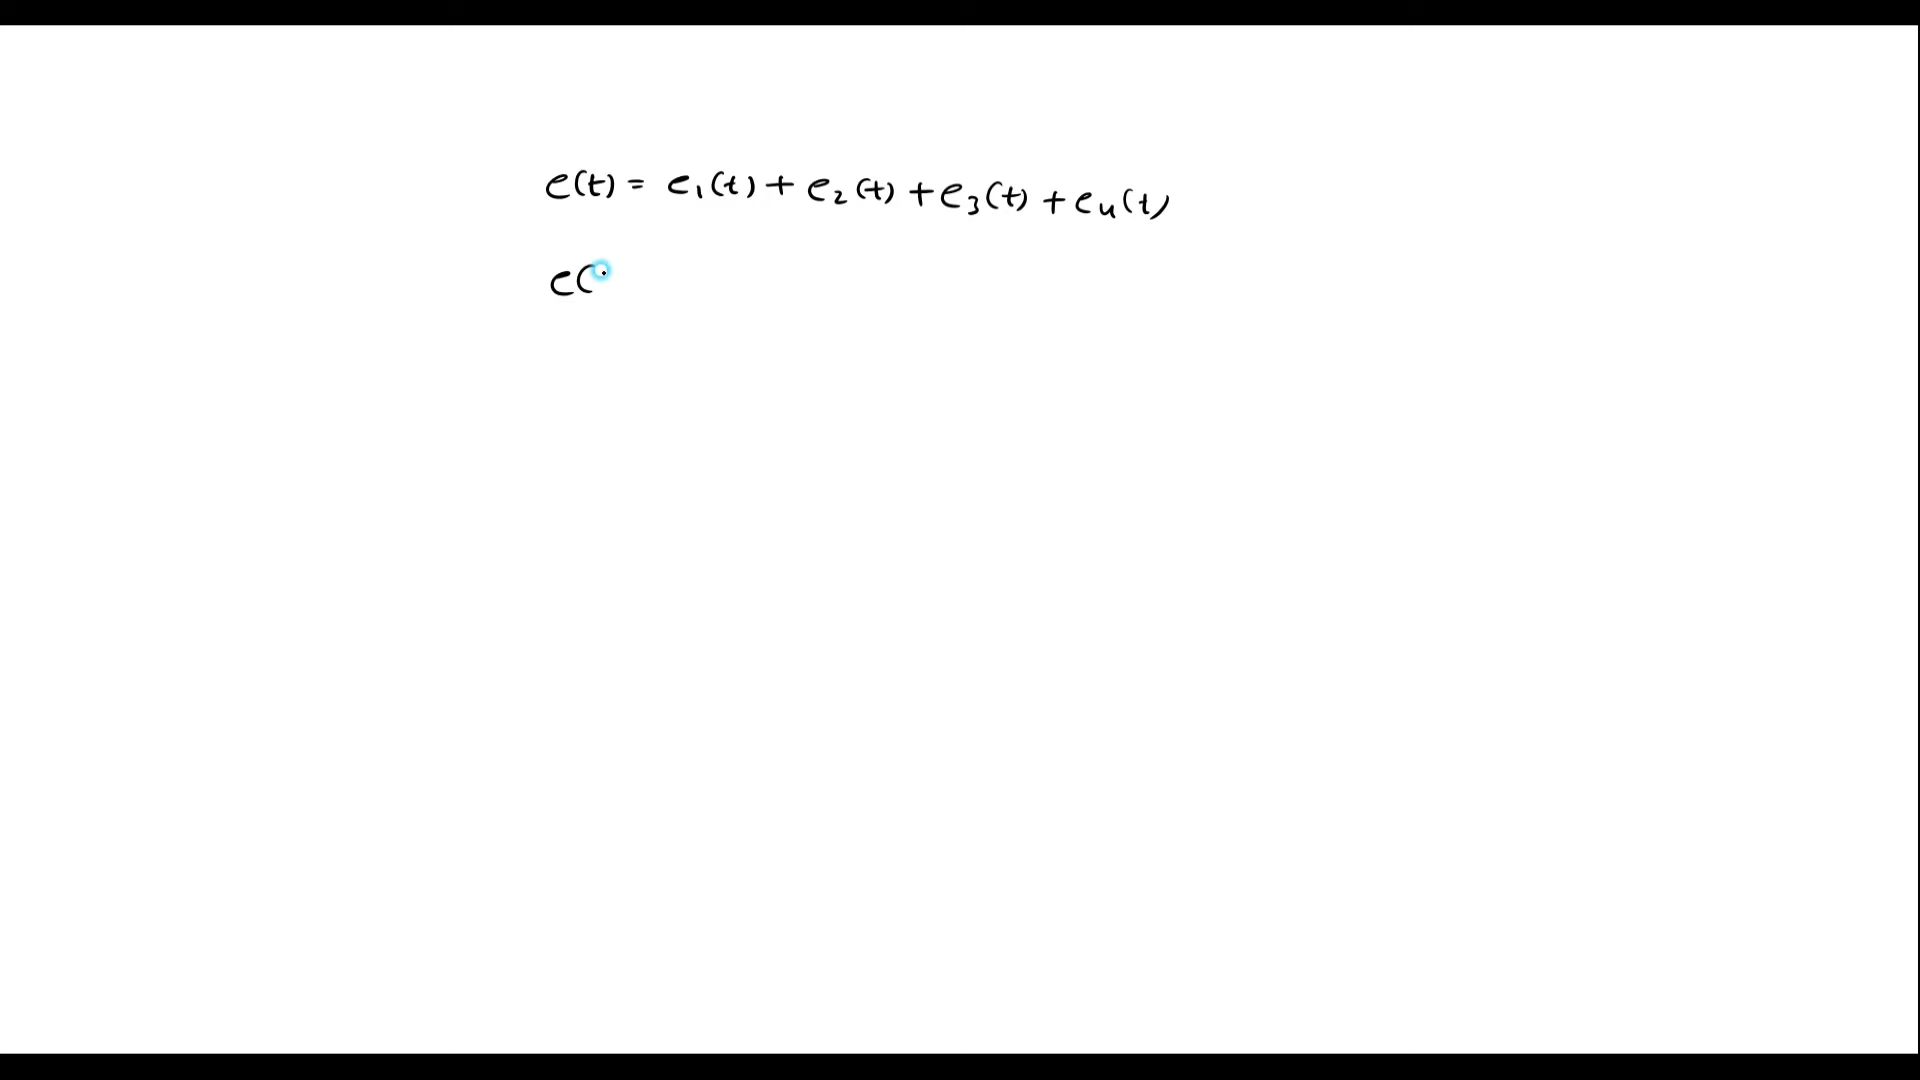 e(t) = e₁(t) + e₂(t) + e₃(t) + e₄(t)
e(